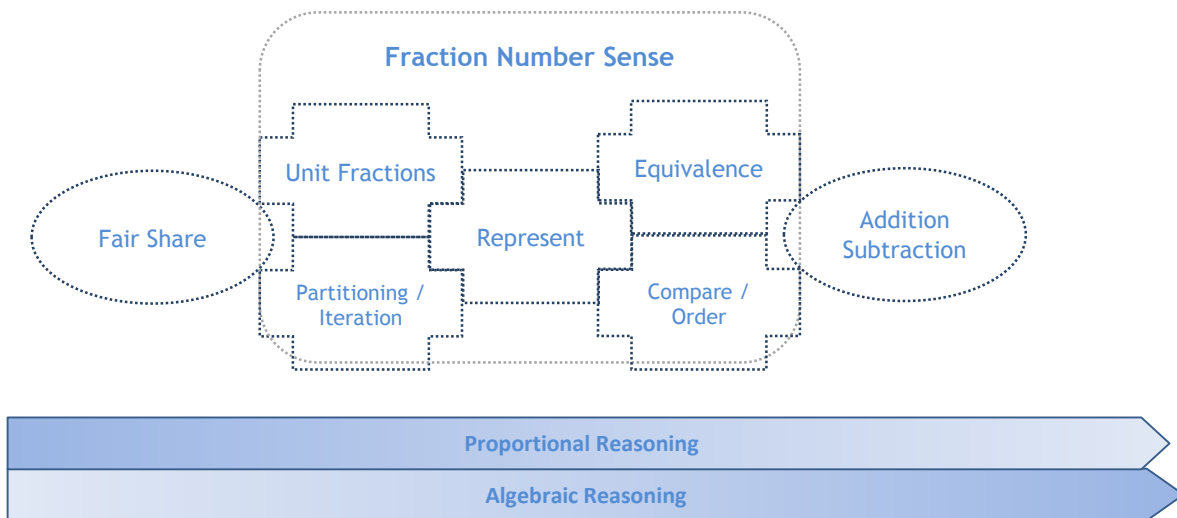 Fraction Number Sense
Unit Fractions
Equivalence
Fair Share
Represent
Addition
Subtraction
Partitioning /
Iteration
Compare /
Order
Proportional Reasoning
Algebraic Reasoning